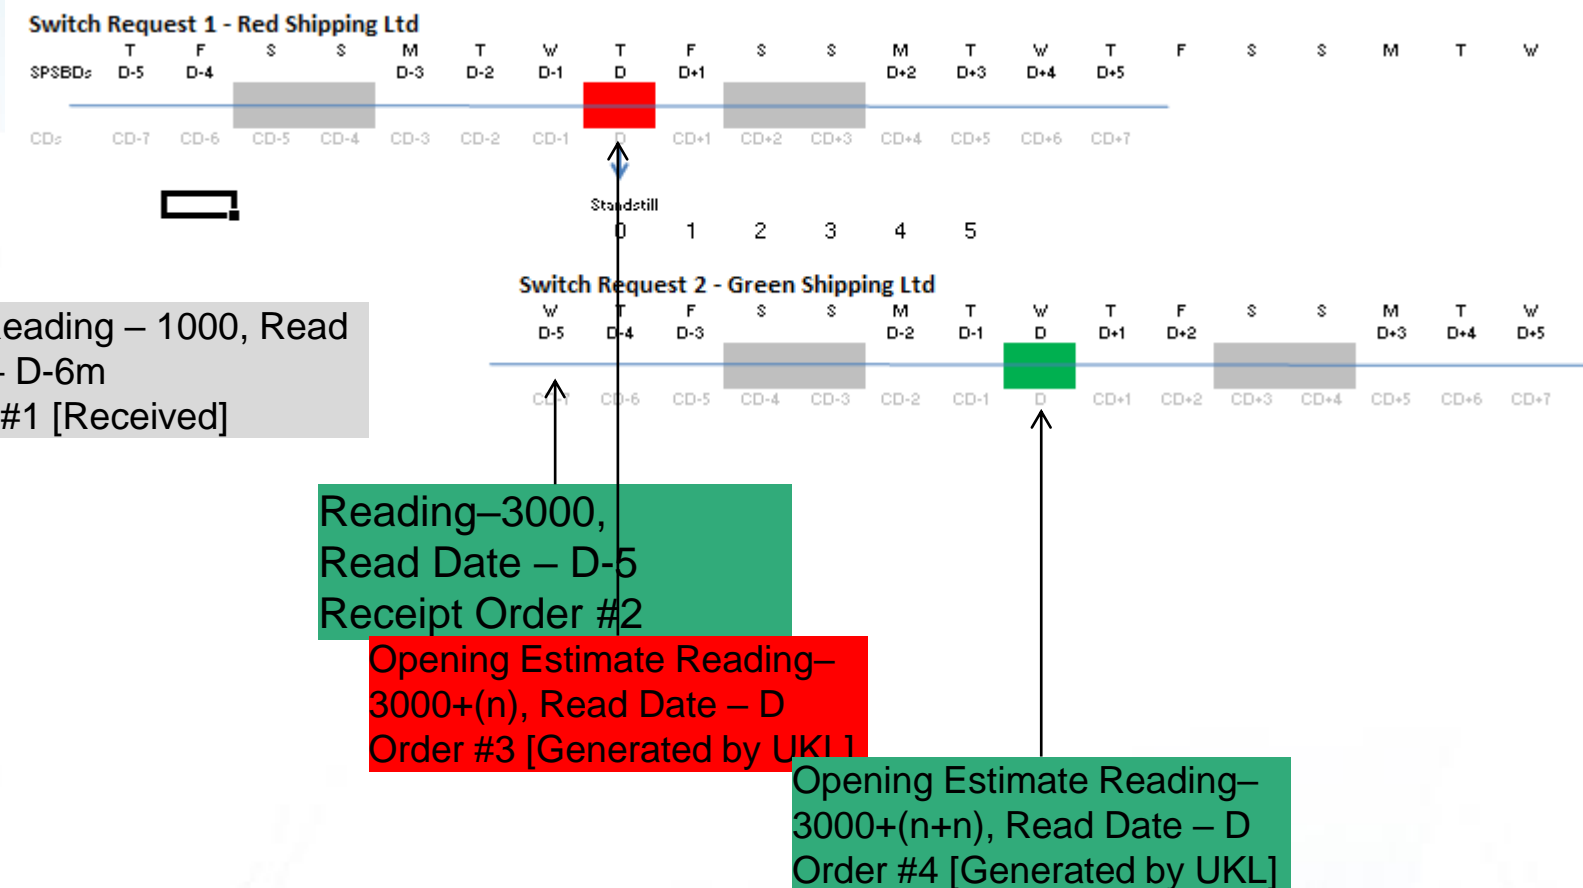 Switch Request 1 - Red Shipping Ltd
T F S S M T W T F S S M T W T F S S M T W
SPSBDs D-5 D-4 D-3 D-2 D-1 D D+1 D+2 D+3 D+4 D+5
CDs CD-7 CD-6 CD-5 CD-4 CD-3 CD-2 CD-1 D CD+1 CD+2 CD+3 CD+4 CD+5 CD+6 CD+7
Standstill
0 1 2 3 4 5
Switch Request 2 - Green Shipping Ltd
W T F S S M T W T F S S M T W
D-5 D-4 D-3 D-2 D-1 D D+1 D+2 D+3 D+4 D+5
CD-7 CD-6 CD-5 CD-4 CD-3 CD-2 CD-1 D CD+1 CD+2 CD+3 CD+4 CD+5 CD+6 CD+7
eading – 1000, Read
- D-6m
#1 [Received]
Reading–3000,
Read Date – D-5
Receipt Order #2
Opening Estimate Reading–
3000+(n), Read Date – D
Order #3 [Generated by UKL]
Opening Estimate Reading–
3000+(n+n), Read Date – D
Order #4 [Generated by UKL]